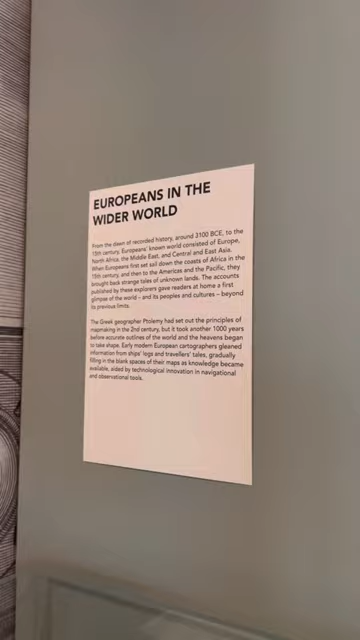 EUROPEANS IN THE
WIDER WORLD
From the dawn of recorded history, around 3100 BCE, to the
15th century, Europeans' known world consisted of Europe,
North Africa, the Middle East, and Central and East Asia.
When Europeans first set sail down the coasts of Africa in the
15th century, and then to the Americas and the Pacific, they
brought back strange tales of unknown lands. The accounts
published by these explorers gave readers at home a first
glimpse of the world – and its peoples and cultures – beyond
its previous limits.
The Greek geographer Ptolemy had set out the principles of
mapmaking in the 2nd century, but it took another 1000 years
before accurate outlines of the world and the heavens began
to take shape. Early modern European cartographers gleaned
information from ships' logs and travellers' tales, gradually
filling in the blank spaces of their maps as knowledge became
available, aided by technological innovation in navigational
and observational tools.